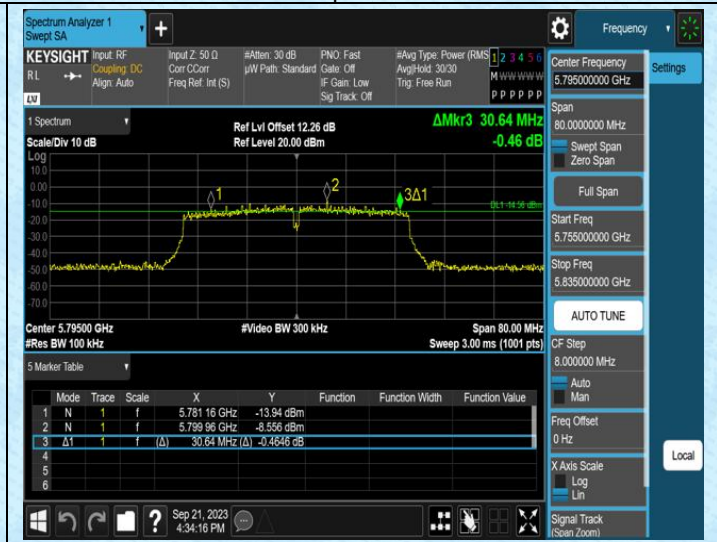 Spectrum Analyzer 1
Swept SA
+
Frequency
KEYSIGHT
RL
LXI
Input: RF
Coupling: DC
Align: Auto
Input Z: 50 Ω
Corr CCorr
Freq Ref: Int (S)
#Atten: 30 dB
µW Path: Standard
PNO: Fast
Gate: Off
IF Gain: Low
Sig Track: Off
#Avg Type: Power (RMS
Avg|Hold: 30/30
Trig: Free Run
1 2 3 4 5 6
M W W W W W
P P P P P P
Center Frequency
5.795000000 GHz
Settings
1 Spectrum
Scale/Div 10 dB
Ref Lvl Offset 12.26 dB
Ref Level 20.00 dBm
ΔMkr3 30.64 MHz
-0.46 dB
Log
10.0
0.00
-10.0
-20.0
-30.0
-40.0
-50.0
-60.0
-70.0
1
2
3Δ1
DL1 -14.56 dBm
Center 5.79500 GHz
#Res BW 100 kHz
#Video BW 300 kHz
Span 80.00 MHz
Sweep 3.00 ms (1001 pts)
Span
80.0000000 MHz
Swept Span
Zero Span
Full Span
Start Freq
5.755000000 GHz
Stop Freq
5.835000000 GHz
AUTO TUNE
CF Step
8.000000 MHz
Auto
Man
Freq Offset
0 Hz
X Axis Scale
Log
Lin
Signal Track
(Span Zoom)
Local
5 Marker Table
Mode Trace Scale X Y Function Function Width Function Value
1 N 1 f 5.781 16 GHz -13.94 dBm
2 N 1 f 5.799 96 GHz -8.556 dBm
3 Δ1 1 f (Δ) 30.64 MHz (Δ) -0.4646 dB
4
5
6
?
Sep 21, 2023
4:34:16 PM